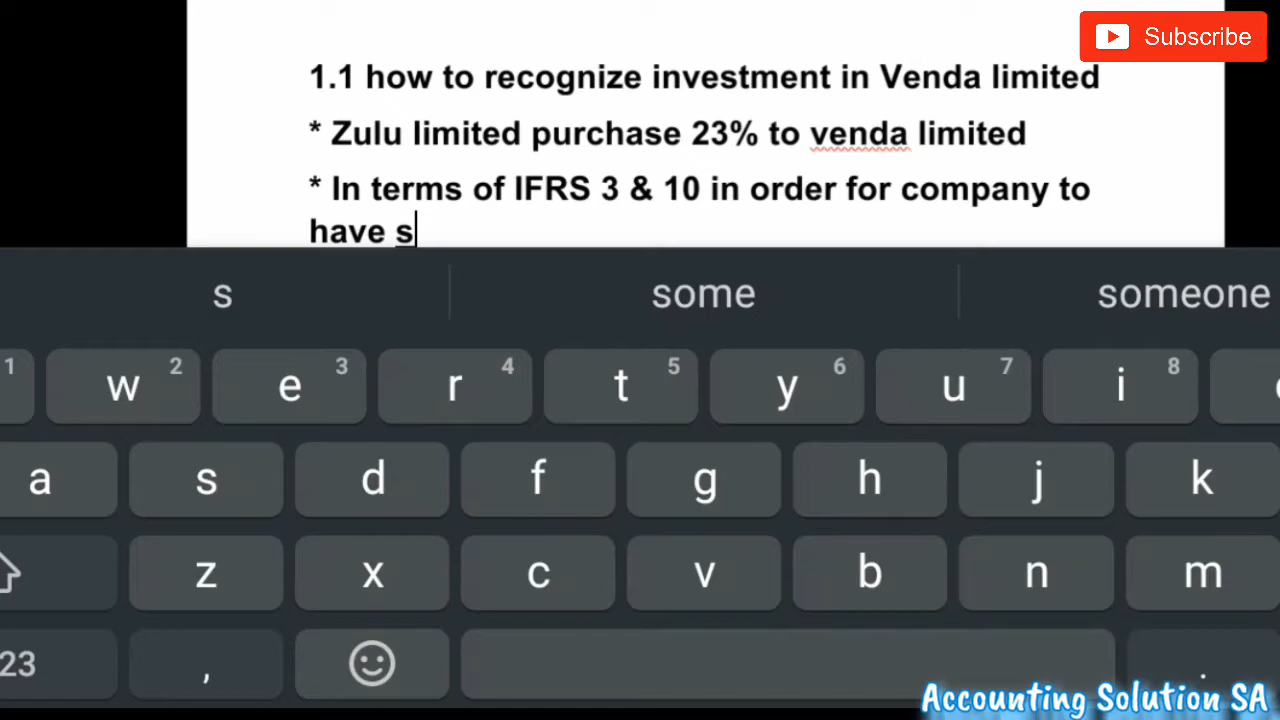 Subscribe
1.1 how to recognize investment in Venda limited
* Zulu limited purchase 23% to venda limited
* In terms of IFRS 3 & 10 in order for company to
have s
s some someone
1 2 3 4 5 6 7 8
w e r t y u i
a s d f g h j k
z x c v b n m
23 , .
Accounting Solution SA